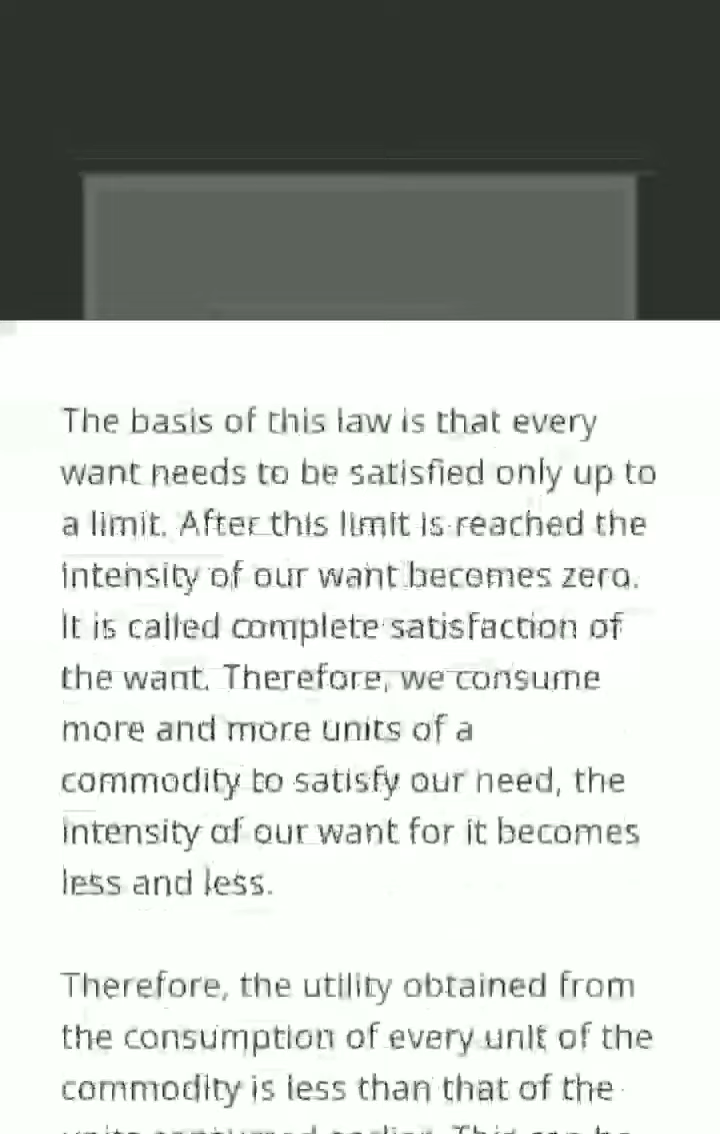 The basis of this law is that every
want needs to be satisfied only up to
a limit. After this limit is reached the
intensity of our want becomes zero.
It is called complete satisfaction of
the want. Therefore, we consume
more and more units of a
commodity to satisfy our need, the
intensity of our want for it becomes
less and less.
Therefore, the utility obtained from
the consumption of every unit of the
commodity is less than that of the